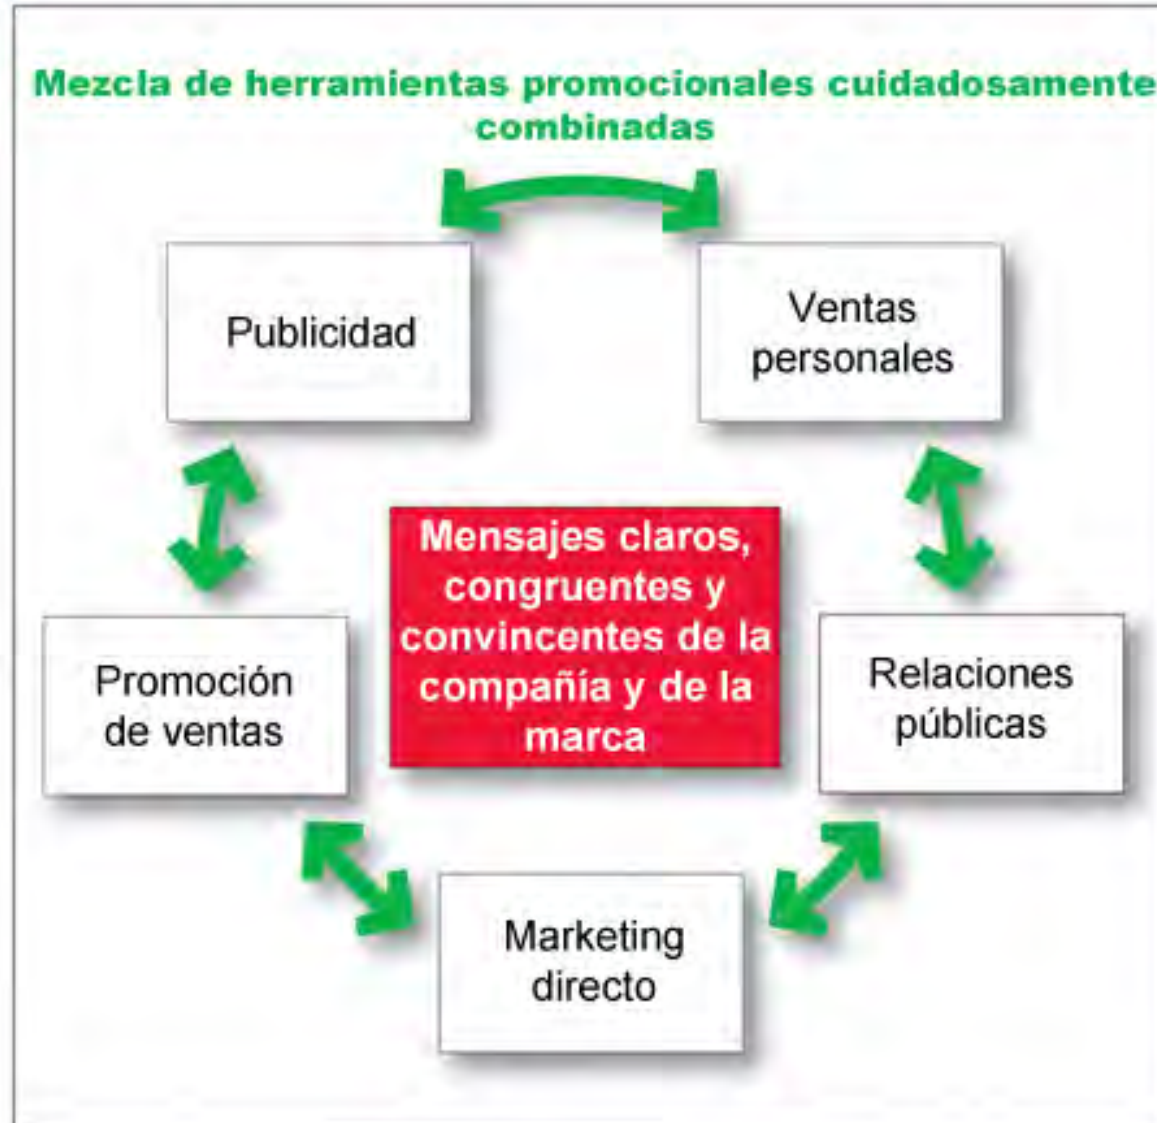 Mezcla de herramientas promocionales cuidadosamente
combinadas
Publicidad
Ventas
personales
Mensajes claros,
congruentes y
convincentes de la
compañía y de la
marca
Promoción
de ventas
Relaciones
públicas
Marketing
directo